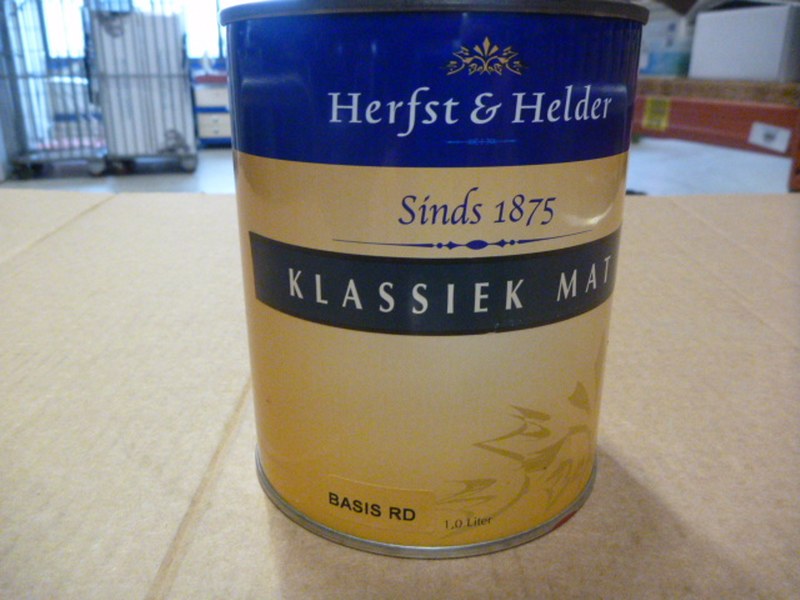 Herfst & Helder
Sinds 1875
KLASSIEK MAT
BASIS RD
1,0 Liter